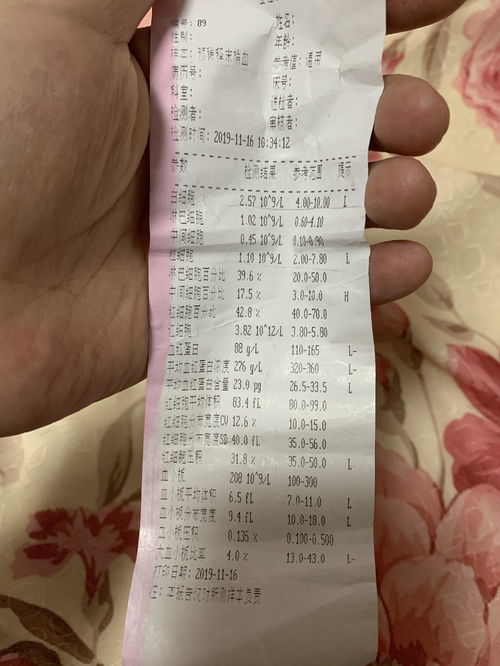 编号: 89 姓名:
性别: 年龄:
样本: 预稀释末梢血 参考值: 通用
病历号: 床号:
科室: 送检者:
检测者: 审核者:
检测时间: 2019-11-16 10:34:12
参数 检测结果 参考范围 提示
白细胞 2.57 10^9/L 4.00-10.00 L
淋巴细胞 1.02 10^9/L 0.60-4.10
中间细胞 0.45 10^9/L 0.10-0.90
粒细胞 1.10 10^9/L 2.00-7.80 L
淋巴细胞百分比 39.6 % 20.0-50.0
中间细胞百分比 17.5 % 3.0-10.0 H
粒细胞百分比 42.8 % 40.0-70.0
红细胞 3.82 10^12/L 3.80-5.80
血红蛋白 88 g/L 110-165 L-
平均血红蛋白浓度 276 g/L 320-360 L-
平均血红蛋白含量 23.0 pg 26.5-33.5 L
红细胞平均体积 83.4 fL 80.0-99.0
红细胞分布宽度CV 12.6 % 10.0-15.0
红细胞分布宽度SD 40.0 fL 35.0-56.0
红细胞压积 31.8 % 35.0-50.0 L
血小板 208 10^9/L 100-300
血小板平均体积 6.5 fL 7.0-11.0 L
血小板分布宽度 9.4 fL 10.0-18.0 L
血小板压积 0.135 % 0.100-0.500
大血小板比率 4.0 % 13.0-43.0 L-
打印日期: 2019-11-16
注: 本报告仅对所测样本负责